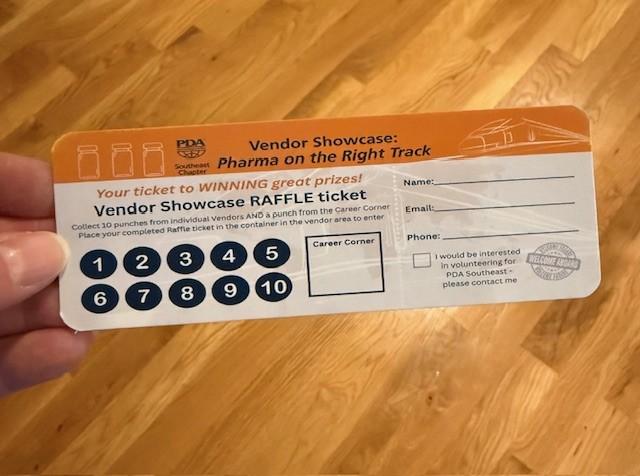 PDA
Southeast
Chapter
Vendor Showcase:
Pharma on the Right Track
Your ticket to WINNING great prizes!
Vendor Showcase RAFFLE ticket
Collect 10 punches from individual Vendors AND a punch from the Career Corner
Place your completed Raffle ticket in the container in the vendor area to enter
1 2 3 4 5
6 7 8 9 10
Career Corner
Name:
Email:
Phone:
I would be interested
in volunteering for
PDA Southeast -
please contact me
WELCOME ABOARD